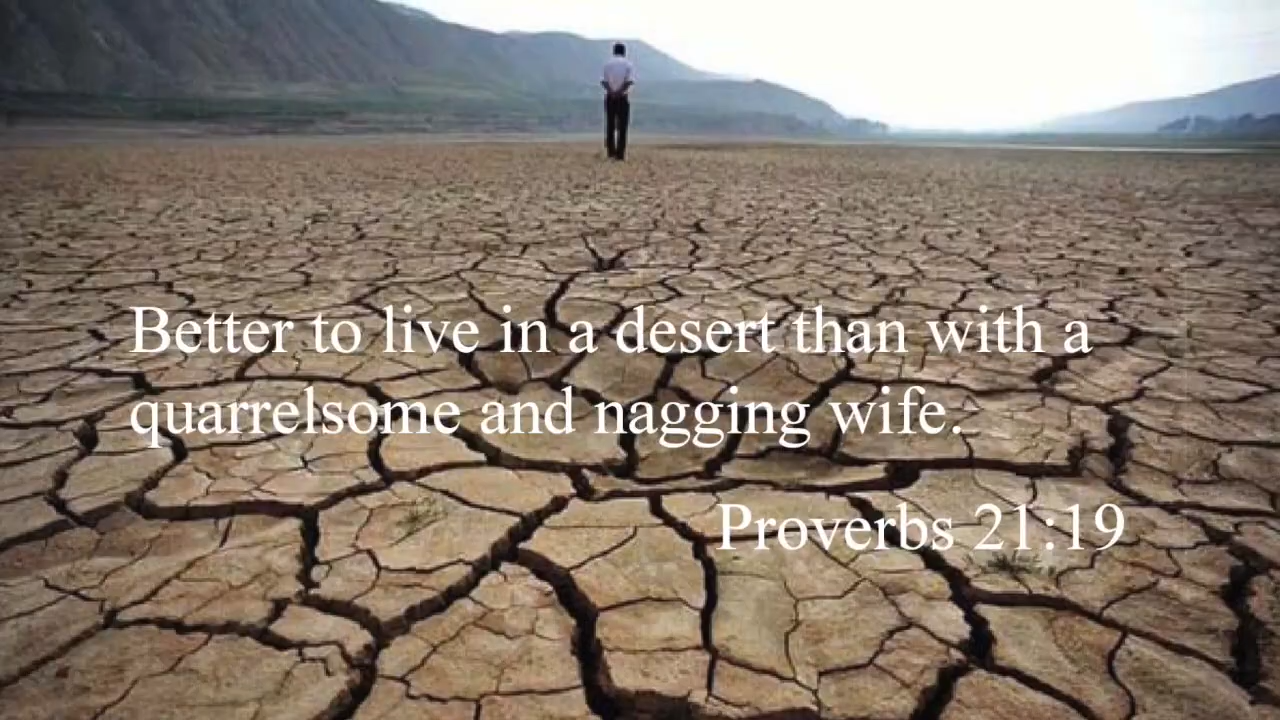 Better to live in a desert than with a
quarrelsome and nagging wife.
Proverbs 21:19